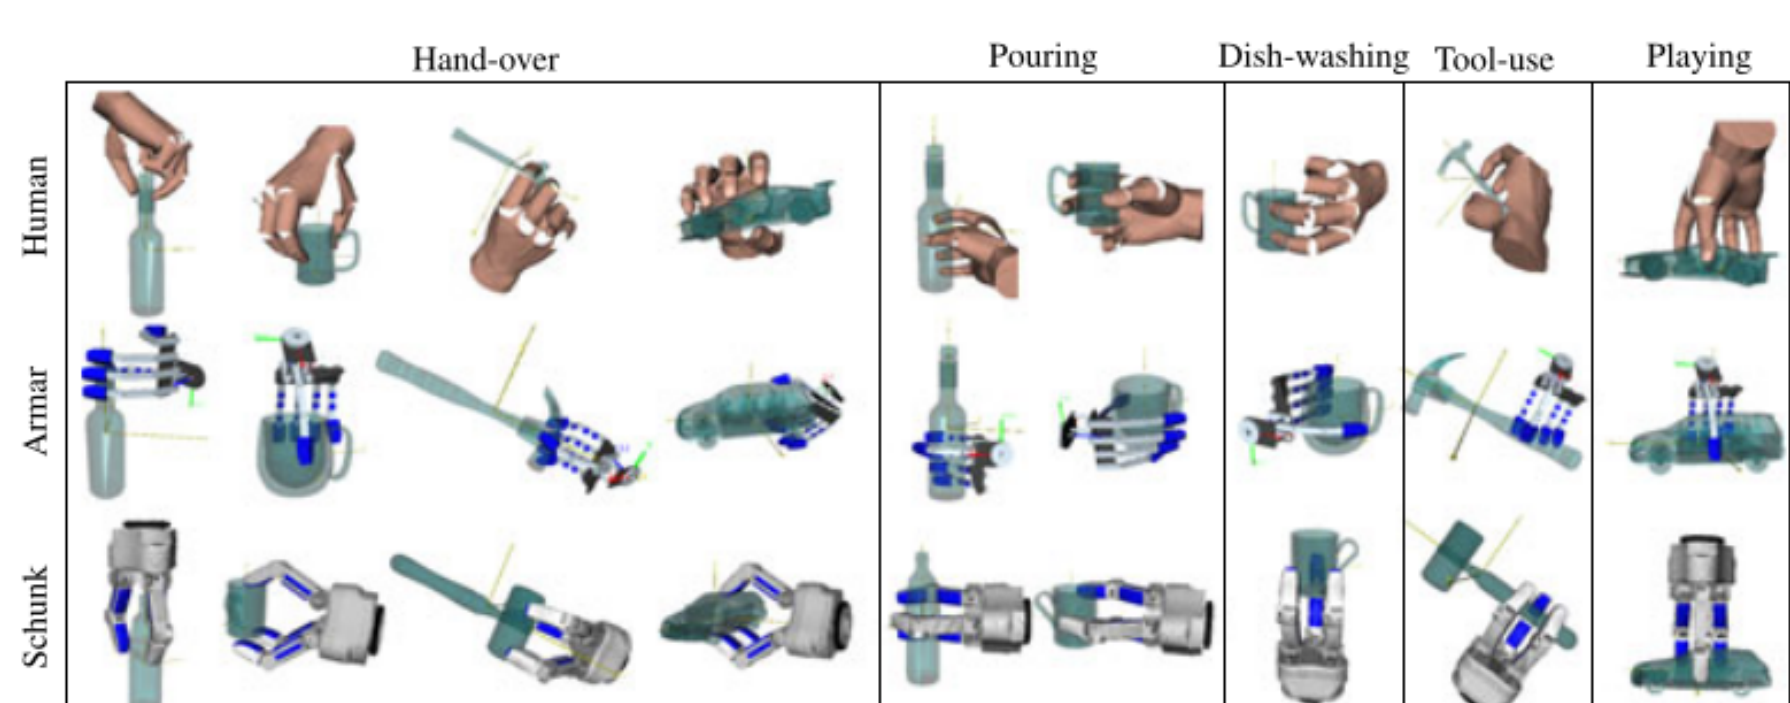 Hand-over
Pouring
Dish-washing
Tool-use
Playing
Human
Armar
Schunk